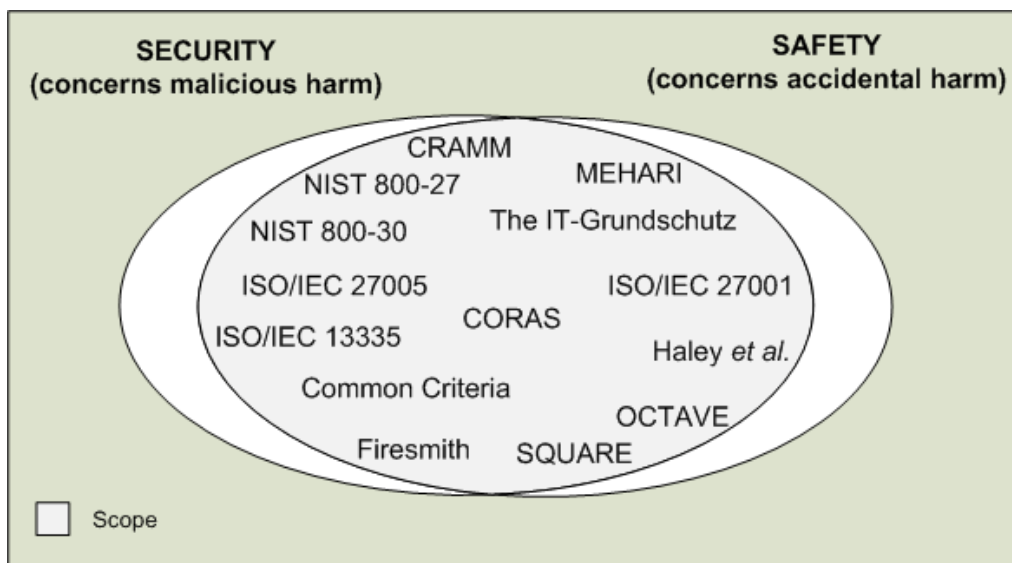 SECURITY
(concerns malicious harm)
SAFETY
(concerns accidental harm)
CRAMM
MEHARI
NIST 800-27
The IT-Grundschutz
NIST 800-30
ISO/IEC 27005
ISO/IEC 27001
CORAS
ISO/IEC 13335
Haley et al.
Common Criteria
OCTAVE
Firesmith
SQUARE
Scope